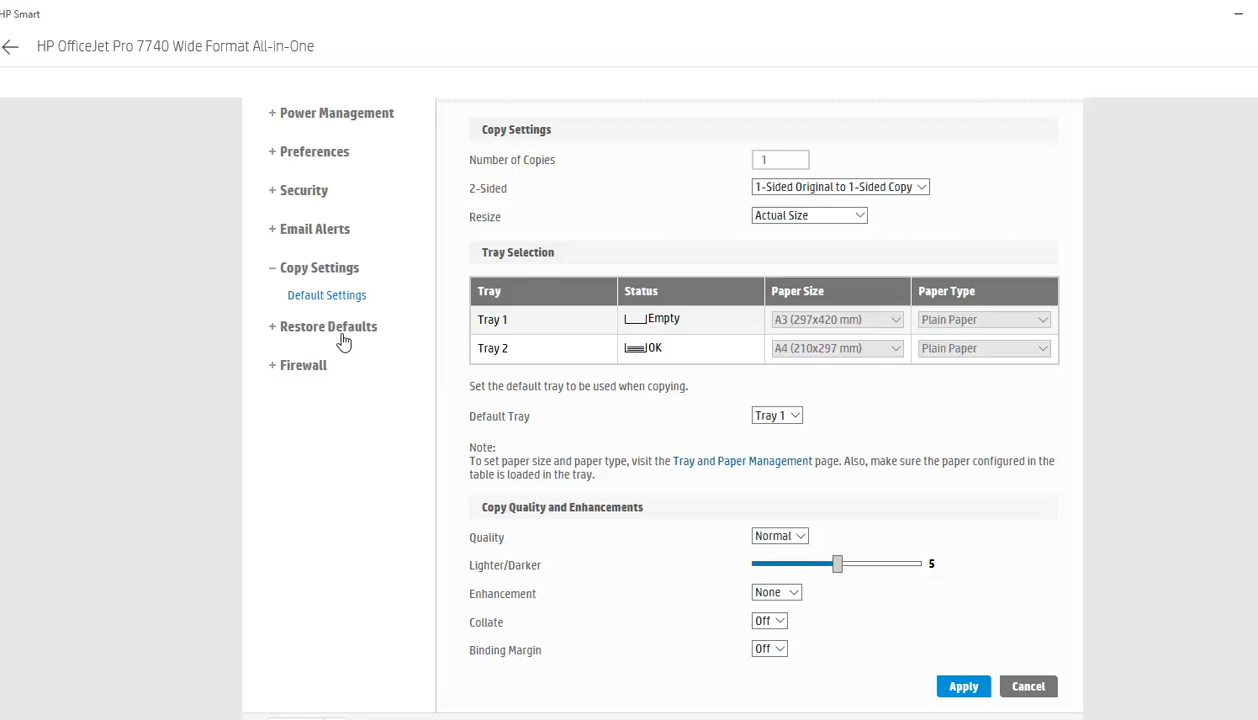 HP Smart
HP OfficeJet Pro 7740 Wide Format All-in-One
+ Power Management
+ Preferences
+ Security
+ Email Alerts
– Copy Settings
Default Settings
+ Restore Defaults
+ Firewall
Copy Settings
Number of Copies 1
2-Sided 1-Sided Original to 1-Sided Copy
Resize Actual Size
Tray Selection
Tray Status Paper Size Paper Type
Tray 1 Empty A3 (297x420 mm) Plain Paper
Tray 2 OK A4 (210x297 mm) Plain Paper
Set the default tray to be used when copying.
Default Tray Tray 1
Note:
To set paper size and paper type, visit the Tray and Paper Management page. Also, make sure the paper configured in the
table is loaded in the tray.
Copy Quality and Enhancements
Quality Normal
Lighter/Darker 5
Enhancement None
Collate Off
Binding Margin Off
Apply Cancel